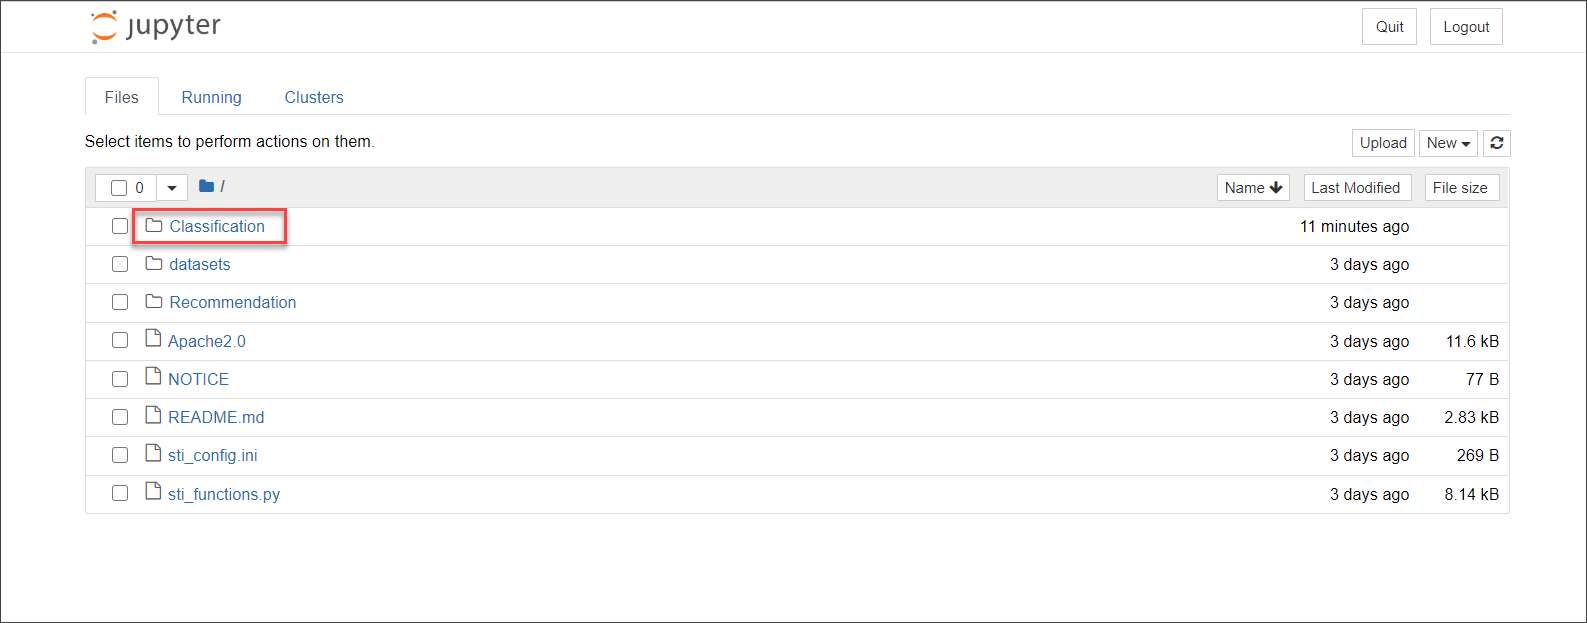 jupyter
Quit Logout
Files Running Clusters
Select items to perform actions on them.
Upload New
0 / Name Last Modified File size
Classification 11 minutes ago
datasets 3 days ago
Recommendation 3 days ago
Apache2.0 3 days ago 11.6 kB
NOTICE 3 days ago 77 B
README.md 3 days ago 2.83 kB
sti_config.ini 3 days ago 269 B
sti_functions.py 3 days ago 8.14 kB